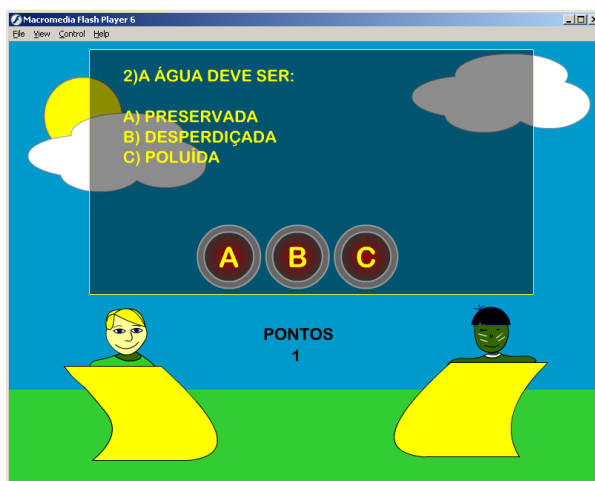 Macromedia Flash Player 6
File View Control Help
2)A ÁGUA DEVE SER:
A) PRESERVADA
B) DESPERDIÇADA
C) POLUÍDA
A B C
PONTOS
1